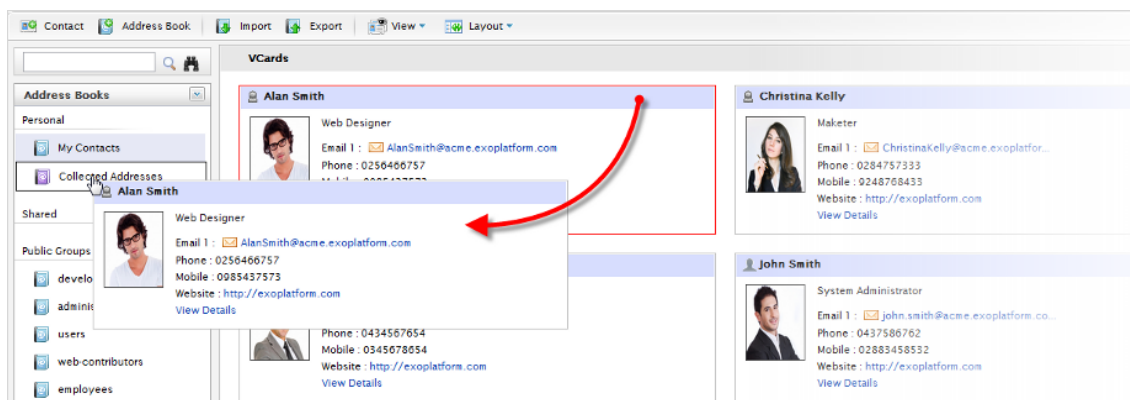 Contact Address Book Import Export View Layout
Address Books
Personal
My Contacts
Collected Addresses
Shared
Public Groups
users
web-contributors
employees
VCards
Alan Smith
Web Designer
Email 1 : AlanSmith@acme.exoplatform.com
Phone : 0256466757
Alan Smith
Web Designer
Email 1 : AlanSmith@acme.exoplatform.com
Phone : 0256466757
Mobile : 0985437573
Website : http://exoplatform.com
View Details
Phone : 0434567654
Mobile : 0345678654
Website : http://exoplatform.com
View Details
Christina Kelly
Maketer
Email 1 : ChristinaKelly@acme.exoplatfor...
Phone : 0284757333
Mobile : 9248768433
Website : http://exoplatform.com
View Details
John Smith
System Administrator
Email 1 : john.smith@acme.exoplatform.co...
Phone : 0437586762
Mobile : 02883458532
Website : http://exoplatform.com
View Details